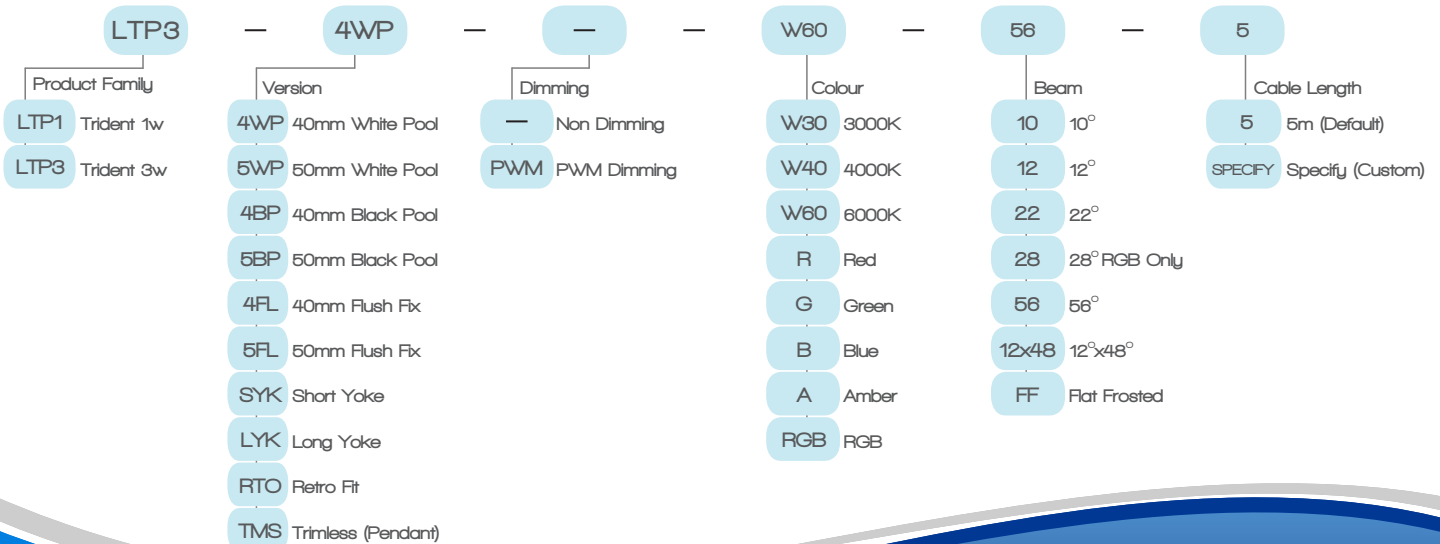 LTP3 — 4WP — — — W60 — 56 — 5
Product Family
LTP1 Trident 1w
LTP3 Trident 3w
Version
4WP 40mm White Pool
5WP 50mm White Pool
4BP 40mm Black Pool
5BP 50mm Black Pool
4FL 40mm Flush Fix
5FL 50mm Flush Fix
SYK Short Yoke
LYK Long Yoke
RTO Retro Fit
TMS Trimless (Pendant)
Dimming
— Non Dimming
PWM PWM Dimming
Colour
W30 3000K
W40 4000K
W60 6000K
R Red
G Green
B Blue
A Amber
RGB RGB
Beam
10 10°
12 12°
22 22°
28 28° RGB Only
56 56°
12x48 12°x48°
FF Flat Frosted
Cable Length
5 5m (Default)
SPECIFY Specify (Custom)